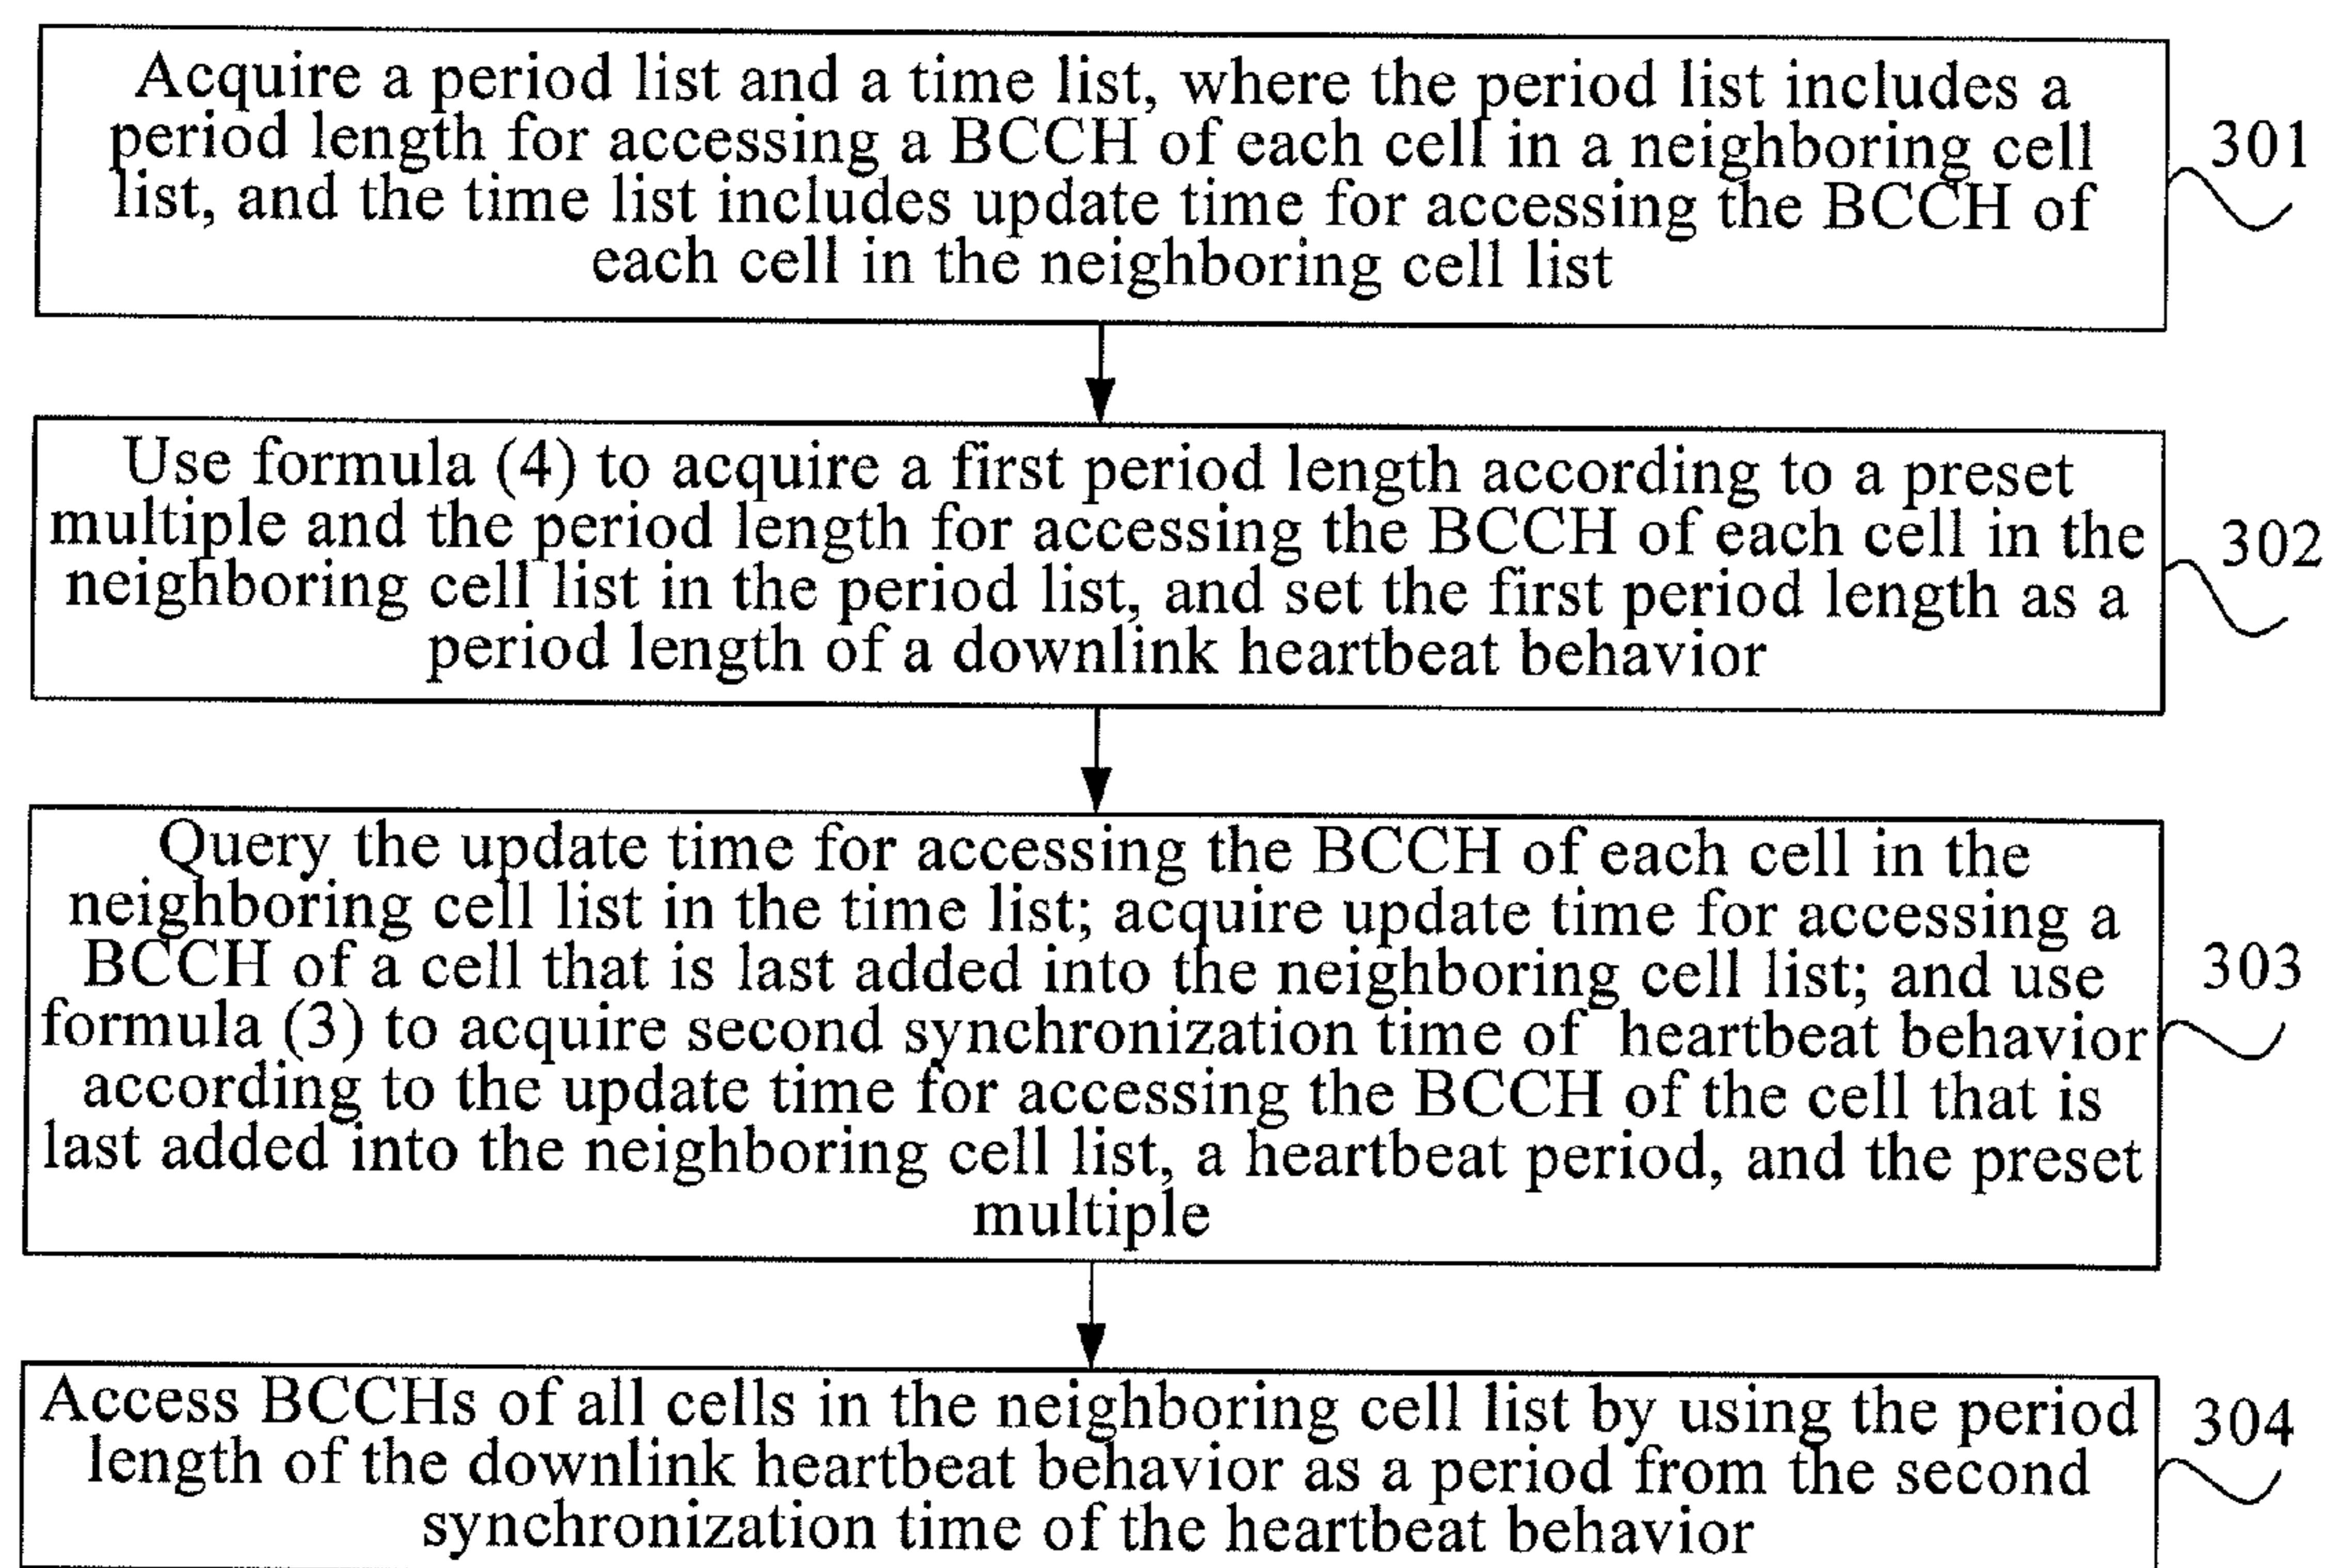 Acquire a period list and a time list, where the period list includes a
period length for accessing a BCCH of each cell in a neighboring cell
list, and the time list includes update time for accessing the BCCH of
each cell in the neighboring cell list
301
Use formula (4) to acquire a first period length according to a preset
multiple and the period length for accessing the BCCH of each cell in the
neighboring cell list in the period list, and set the first period length as a
period length of a downlink heartbeat behavior
302
Query the update time for accessing the BCCH of each cell in the
neighboring cell list in the time list; acquire update time for accessing a
BCCH of a cell that is last added into the neighboring cell list; and use
formula (3) to acquire second synchronization time of heartbeat behavior
according to the update time for accessing the BCCH of the cell that is
last added into the neighboring cell list, a heartbeat period, and the preset
multiple
303
Access BCCHs of all cells in the neighboring cell list by using the period
length of the downlink heartbeat behavior as a period from the second
synchronization time of the heartbeat behavior
304